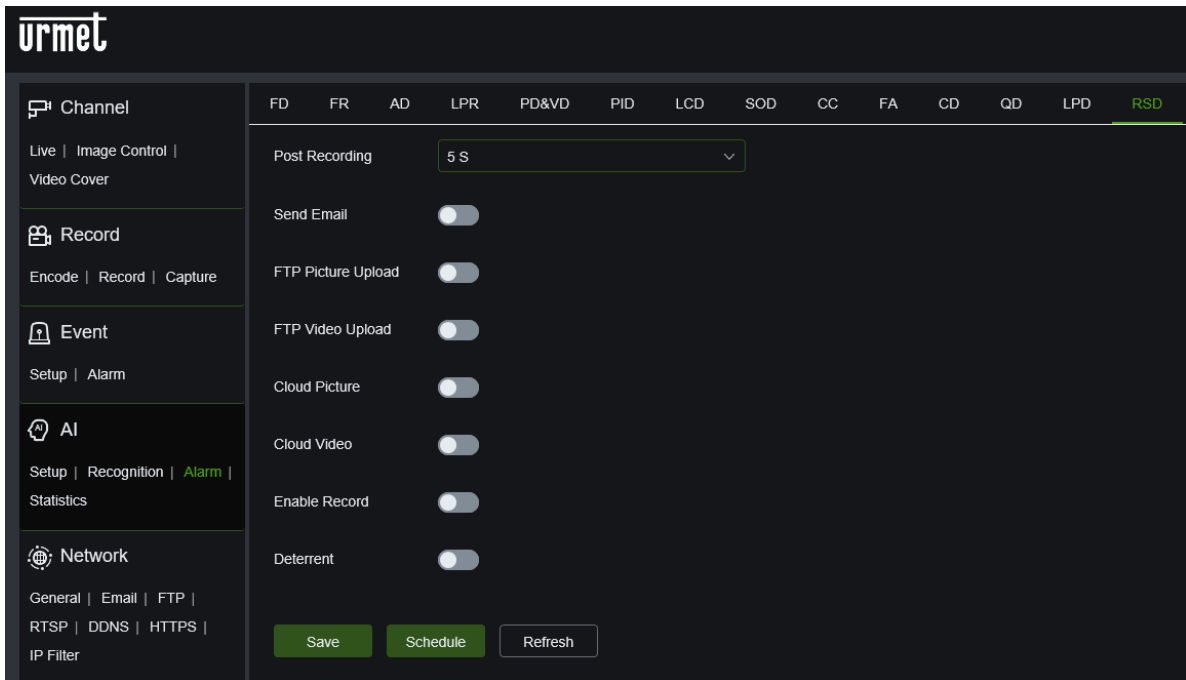 urmet
Channel
Live | Image Control |
Video Cover
Record
Encode | Record | Capture
Event
Setup | Alarm
AI
Setup | Recognition | Alarm |
Statistics
Network
General | Email | FTP |
RTSP | DDNS | HTTPS |
IP Filter
FD FR AD LPR PD&VD PID LCD SOD CC FA CD QD LPD RSD
Post Recording 5 S
Send Email
FTP Picture Upload
FTP Video Upload
Cloud Picture
Cloud Video
Enable Record
Deterrent
Save Schedule Refresh